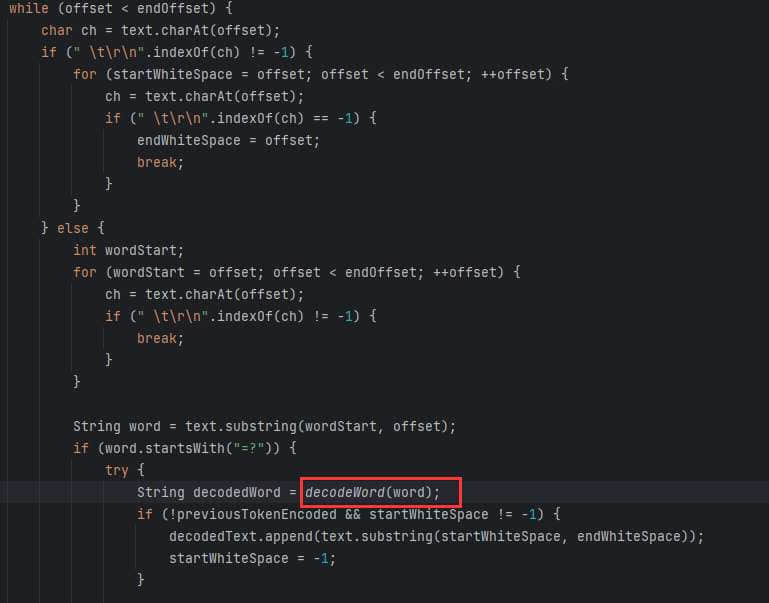 while (offset < endOffset) {
char ch = text.charAt(offset);
if (" \t\r\n".indexOf(ch) != -1) {
for (startWhiteSpace = offset; offset < endOffset; ++offset) {
ch = text.charAt(offset);
if (" \t\r\n".indexOf(ch) == -1) {
endWhiteSpace = offset;
break;
}
}
} else {
int wordStart;
for (wordStart = offset; offset < endOffset; ++offset) {
ch = text.charAt(offset);
if (" \t\r\n".indexOf(ch) != -1) {
break;
}
}
String word = text.substring(wordStart, offset);
if (word.startsWith("=?")) {
try {
String decodedWord = decodeWord(word);
if (!previousTokenEncoded && startWhiteSpace != -1) {
decodedText.append(text.substring(startWhiteSpace, endWhiteSpace));
startWhiteSpace = -1;
}